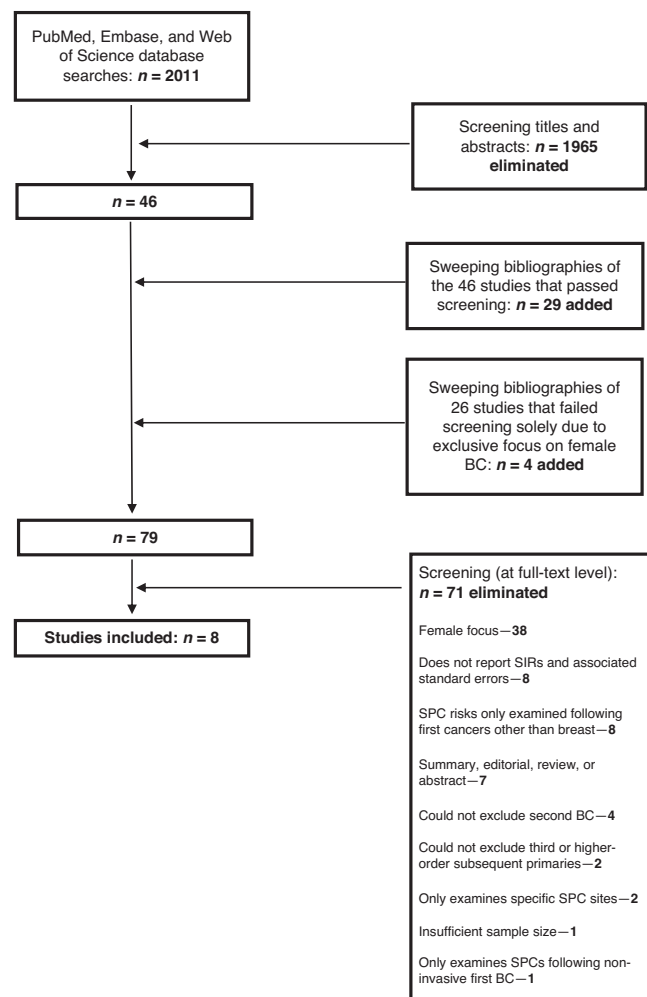 PubMed, Embase, and Web
of Science database
searches: n = 2011
Screening titles and
abstracts: n = 1965
eliminated
n = 46
Sweeping bibliographies of
the 46 studies that passed
screening: n = 29 added
Sweeping bibliographies of
26 studies that failed
screening solely due to
exclusive focus on female
BC: n = 4 added
n = 79
Screening (at full-text level):
n = 71 eliminated
Female focus—38
Does not report SIRs and associated
standard errors—8
SPC risks only examined following
first cancers other than breast—8
Summary, editorial, review, or
abstract—7
Could not exclude second BC—4
Could not exclude third or higher-
order subsequent primaries—2
Only examines specific SPC sites—2
Insufficient sample size—1
Only examines SPCs following non-
invasive first BC—1
Studies included: n = 8